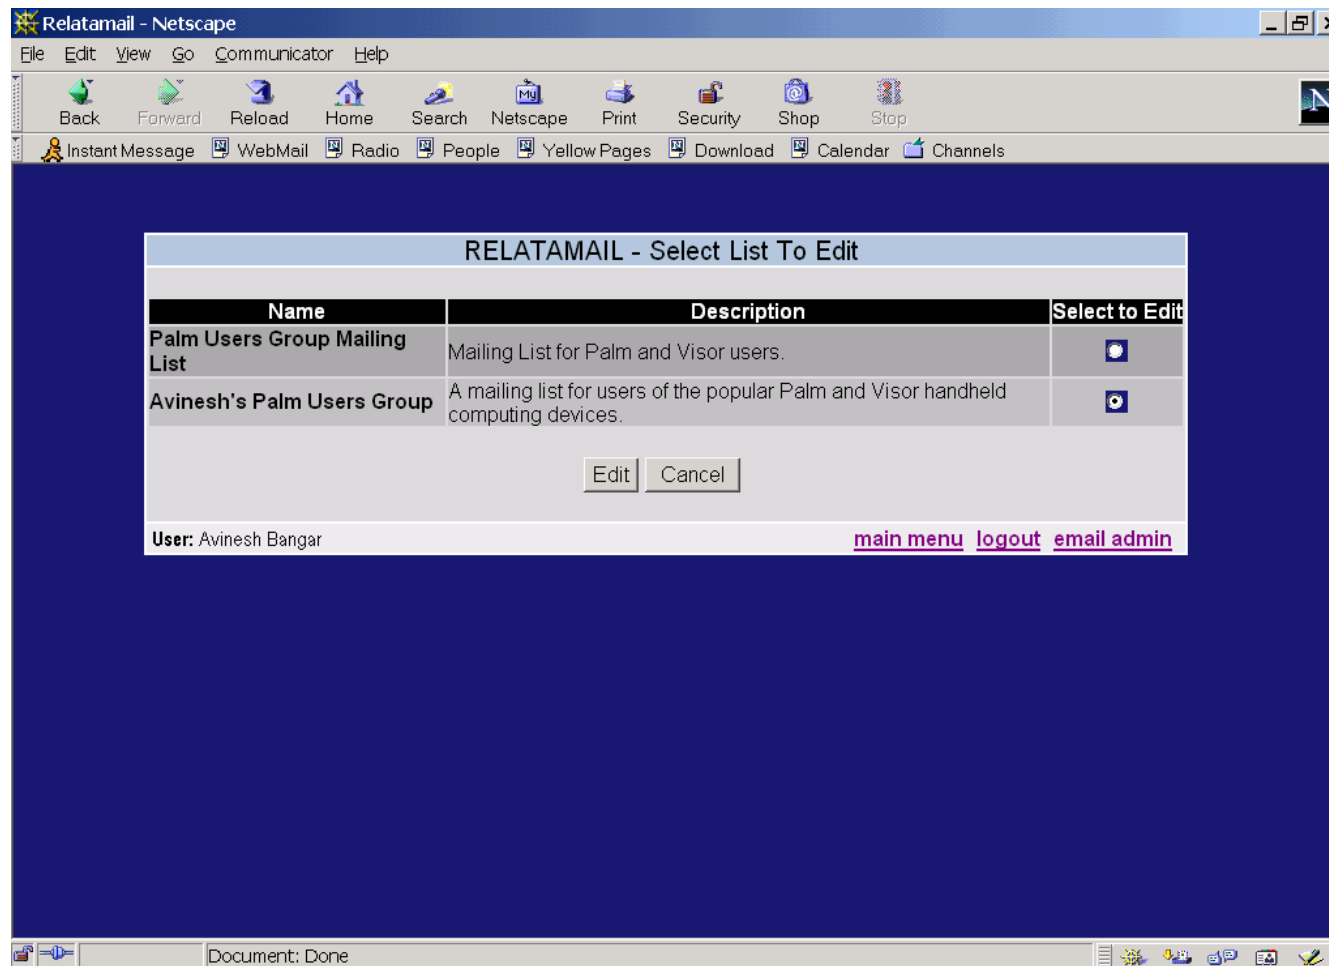 Relatamail - Netscape
File Edit View Go Communicator Help
Back Forward Reload Home Search Netscape Print Security Shop Stop
My
N
Instant Message WebMail Radio People Yellow Pages Download Calendar Channels
RELATAMAIL - Select List To Edit
Name Description Select to Edit
Palm Users Group Mailing
List
Mailing List for Palm and Visor users.
Avinesh's Palm Users Group
A mailing list for users of the popular Palm and Visor handheld
computing devices.
Edit Cancel
User: Avinesh Bangar main menu logout email admin
Document: Done